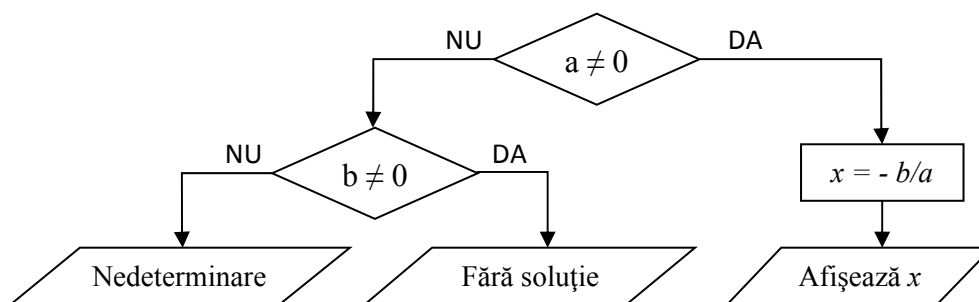 NU
DA
a ≠ 0
NU
DA
b ≠ 0
x = - b/a
Nedeterminare
Fără soluţie
Afişează x